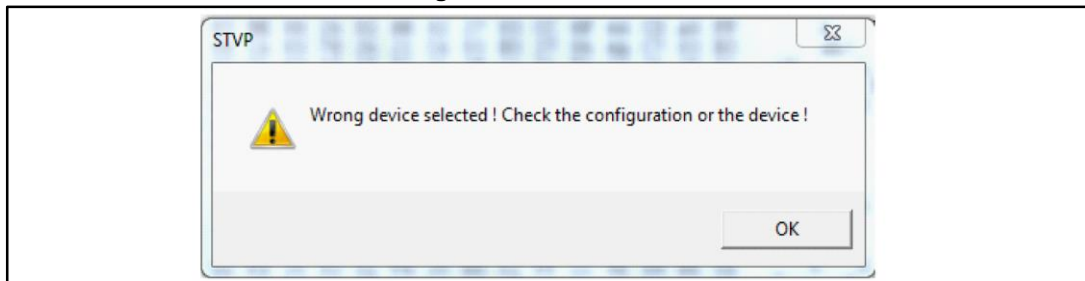 STVP
Wrong device selected ! Check the configuration or the device !
OK